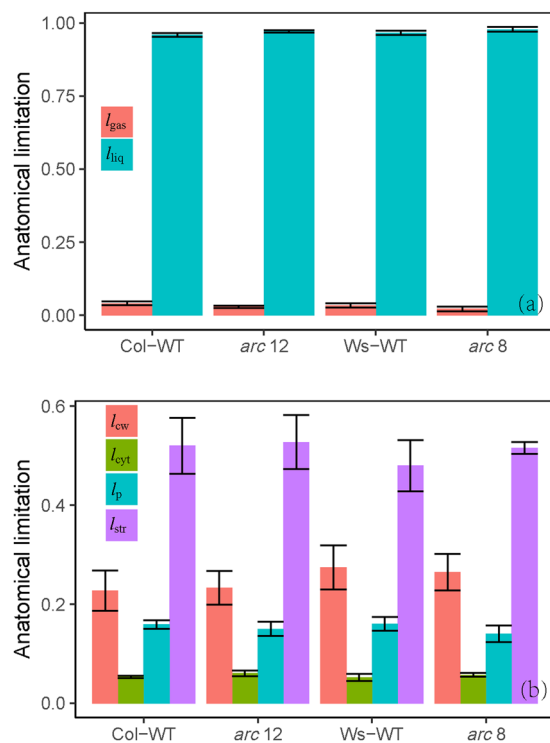 1.00
0.75
0.50
0.25
0.00
Anatomical limitation
lgas
lliq
(a)
Col-WT arc 12 Ws-WT arc 8
0.6
0.4
0.2
0.0
Anatomical limitation
lcw
lcyt
lp
lstr
(b)
Col-WT arc 12 Ws-WT arc 8